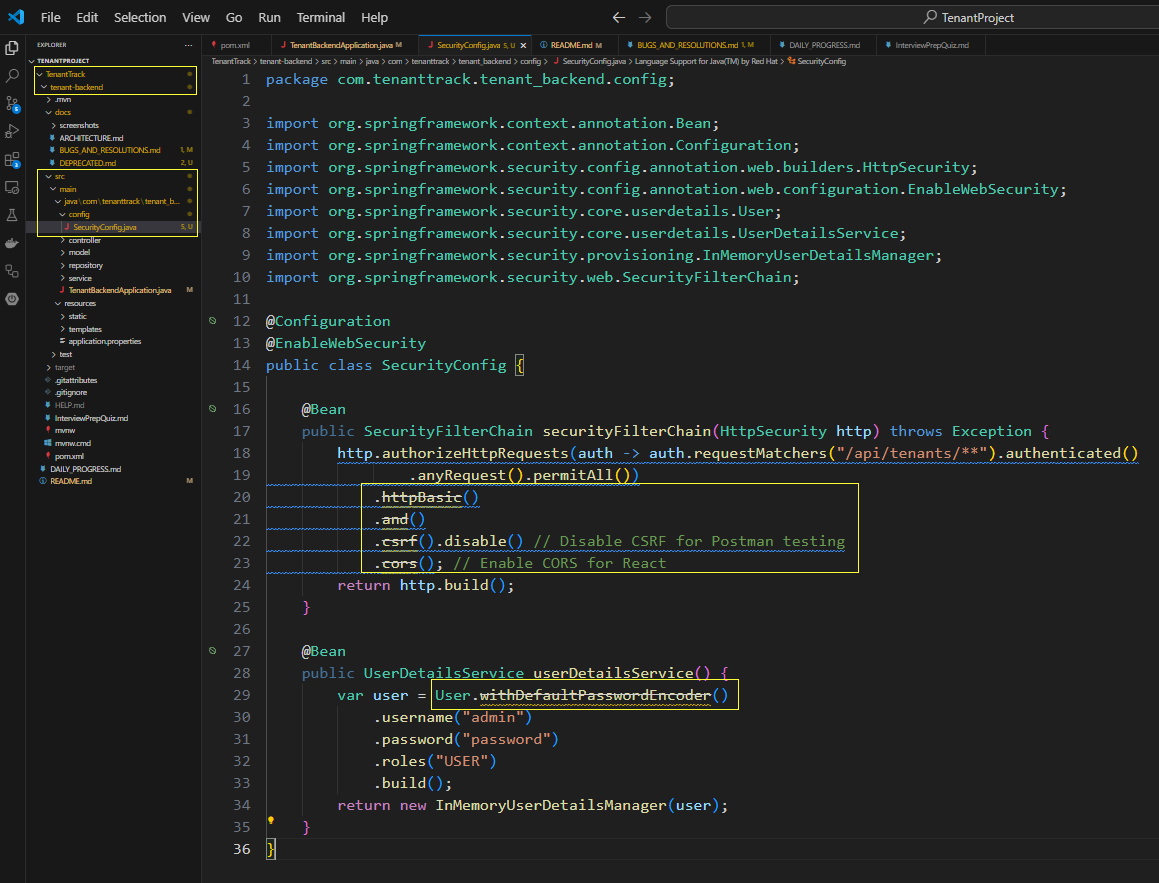 File Edit Selection View Go Run Terminal Help
TenantProject
EXPLORER
TENANTPROJECT
TenantTrack
tenant-backend
.mvn
docs
screenshots
ARCHITECTURE.md
BUGS_AND_RESOLUTIONS.md 1, M
DEPRECATED.md 2, U
src
main
java\com\tenanttrack\tenant_b...
config
SecurityConfig.java 5, U
controller
model
repository
service
TenantBackendApplication.java M
resources
static
templates
application.properties
test
target
.gitattributes
.gitignore
HELP.md
InterviewPrepQuiz.md
mvnw
mvnw.cmd
pom.xml
DAILY_PROGRESS.md
README.md M
pom.xml TenantBackendApplication.java M SecurityConfig.java 5, U README.md M BUGS_AND_RESOLUTIONS.md 1, M DAILY_PROGRESS.md InterviewPrepQuiz.md
TenantTrack > tenant-backend > src > main > java > com > tenanttrack > tenant_backend > config > SecurityConfig.java > Language Support for Java(TM) by Red Hat > SecurityConfig
1 package com.tenanttrack.tenant_backend.config;
2
3 import org.springframework.context.annotation.Bean;
4 import org.springframework.context.annotation.Configuration;
5 import org.springframework.security.config.annotation.web.builders.HttpSecurity;
6 import org.springframework.security.config.annotation.web.configuration.EnableWebSecurity;
7 import org.springframework.security.core.userdetails.User;
8 import org.springframework.security.core.userdetails.UserDetailsService;
9 import org.springframework.security.provisioning.InMemoryUserDetailsManager;
10 import org.springframework.security.web.SecurityFilterChain;
11
12 @Configuration
13 @EnableWebSecurity
14 public class SecurityConfig {
15
16 @Bean
17 public SecurityFilterChain securityFilterChain(HttpSecurity http) throws Exception {
18 http.authorizeHttpRequests(auth -> auth.requestMatchers("/api/tenants/**").authenticated()
19 .anyRequest().permitAll())
20 .httpBasic()
21 .and()
22 .csrf().disable() // Disable CSRF for Postman testing
23 .cors(); // Enable CORS for React
24 return http.build();
25 }
26
27 @Bean
28 public UserDetailsService userDetailsService() {
29 var user = User.withDefaultPasswordEncoder()
30 .username("admin")
31 .password("password")
32 .roles("USER")
33 .build();
34 return new InMemoryUserDetailsManager(user);
35 }
36 }